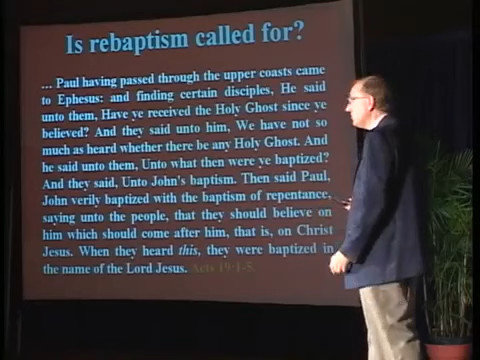 Is rebaptism called for?
... Paul having passed through the upper coasts came
to Ephesus: and finding certain disciples, He said
unto them, Have ye received the Holy Ghost since ye
believed? And they said unto him, We have not so
much as heard whether there be any Holy Ghost. And
he said unto them, Unto what then were ye baptized?
And they said, Unto John's baptism. Then said Paul,
John verily baptized with the baptism of repentance,
saying unto the people, that they should believe on
him which should come after him, that is, on Christ
Jesus. When they heard this, they were baptized in
the name of the Lord Jesus. Acts 19:1-5.